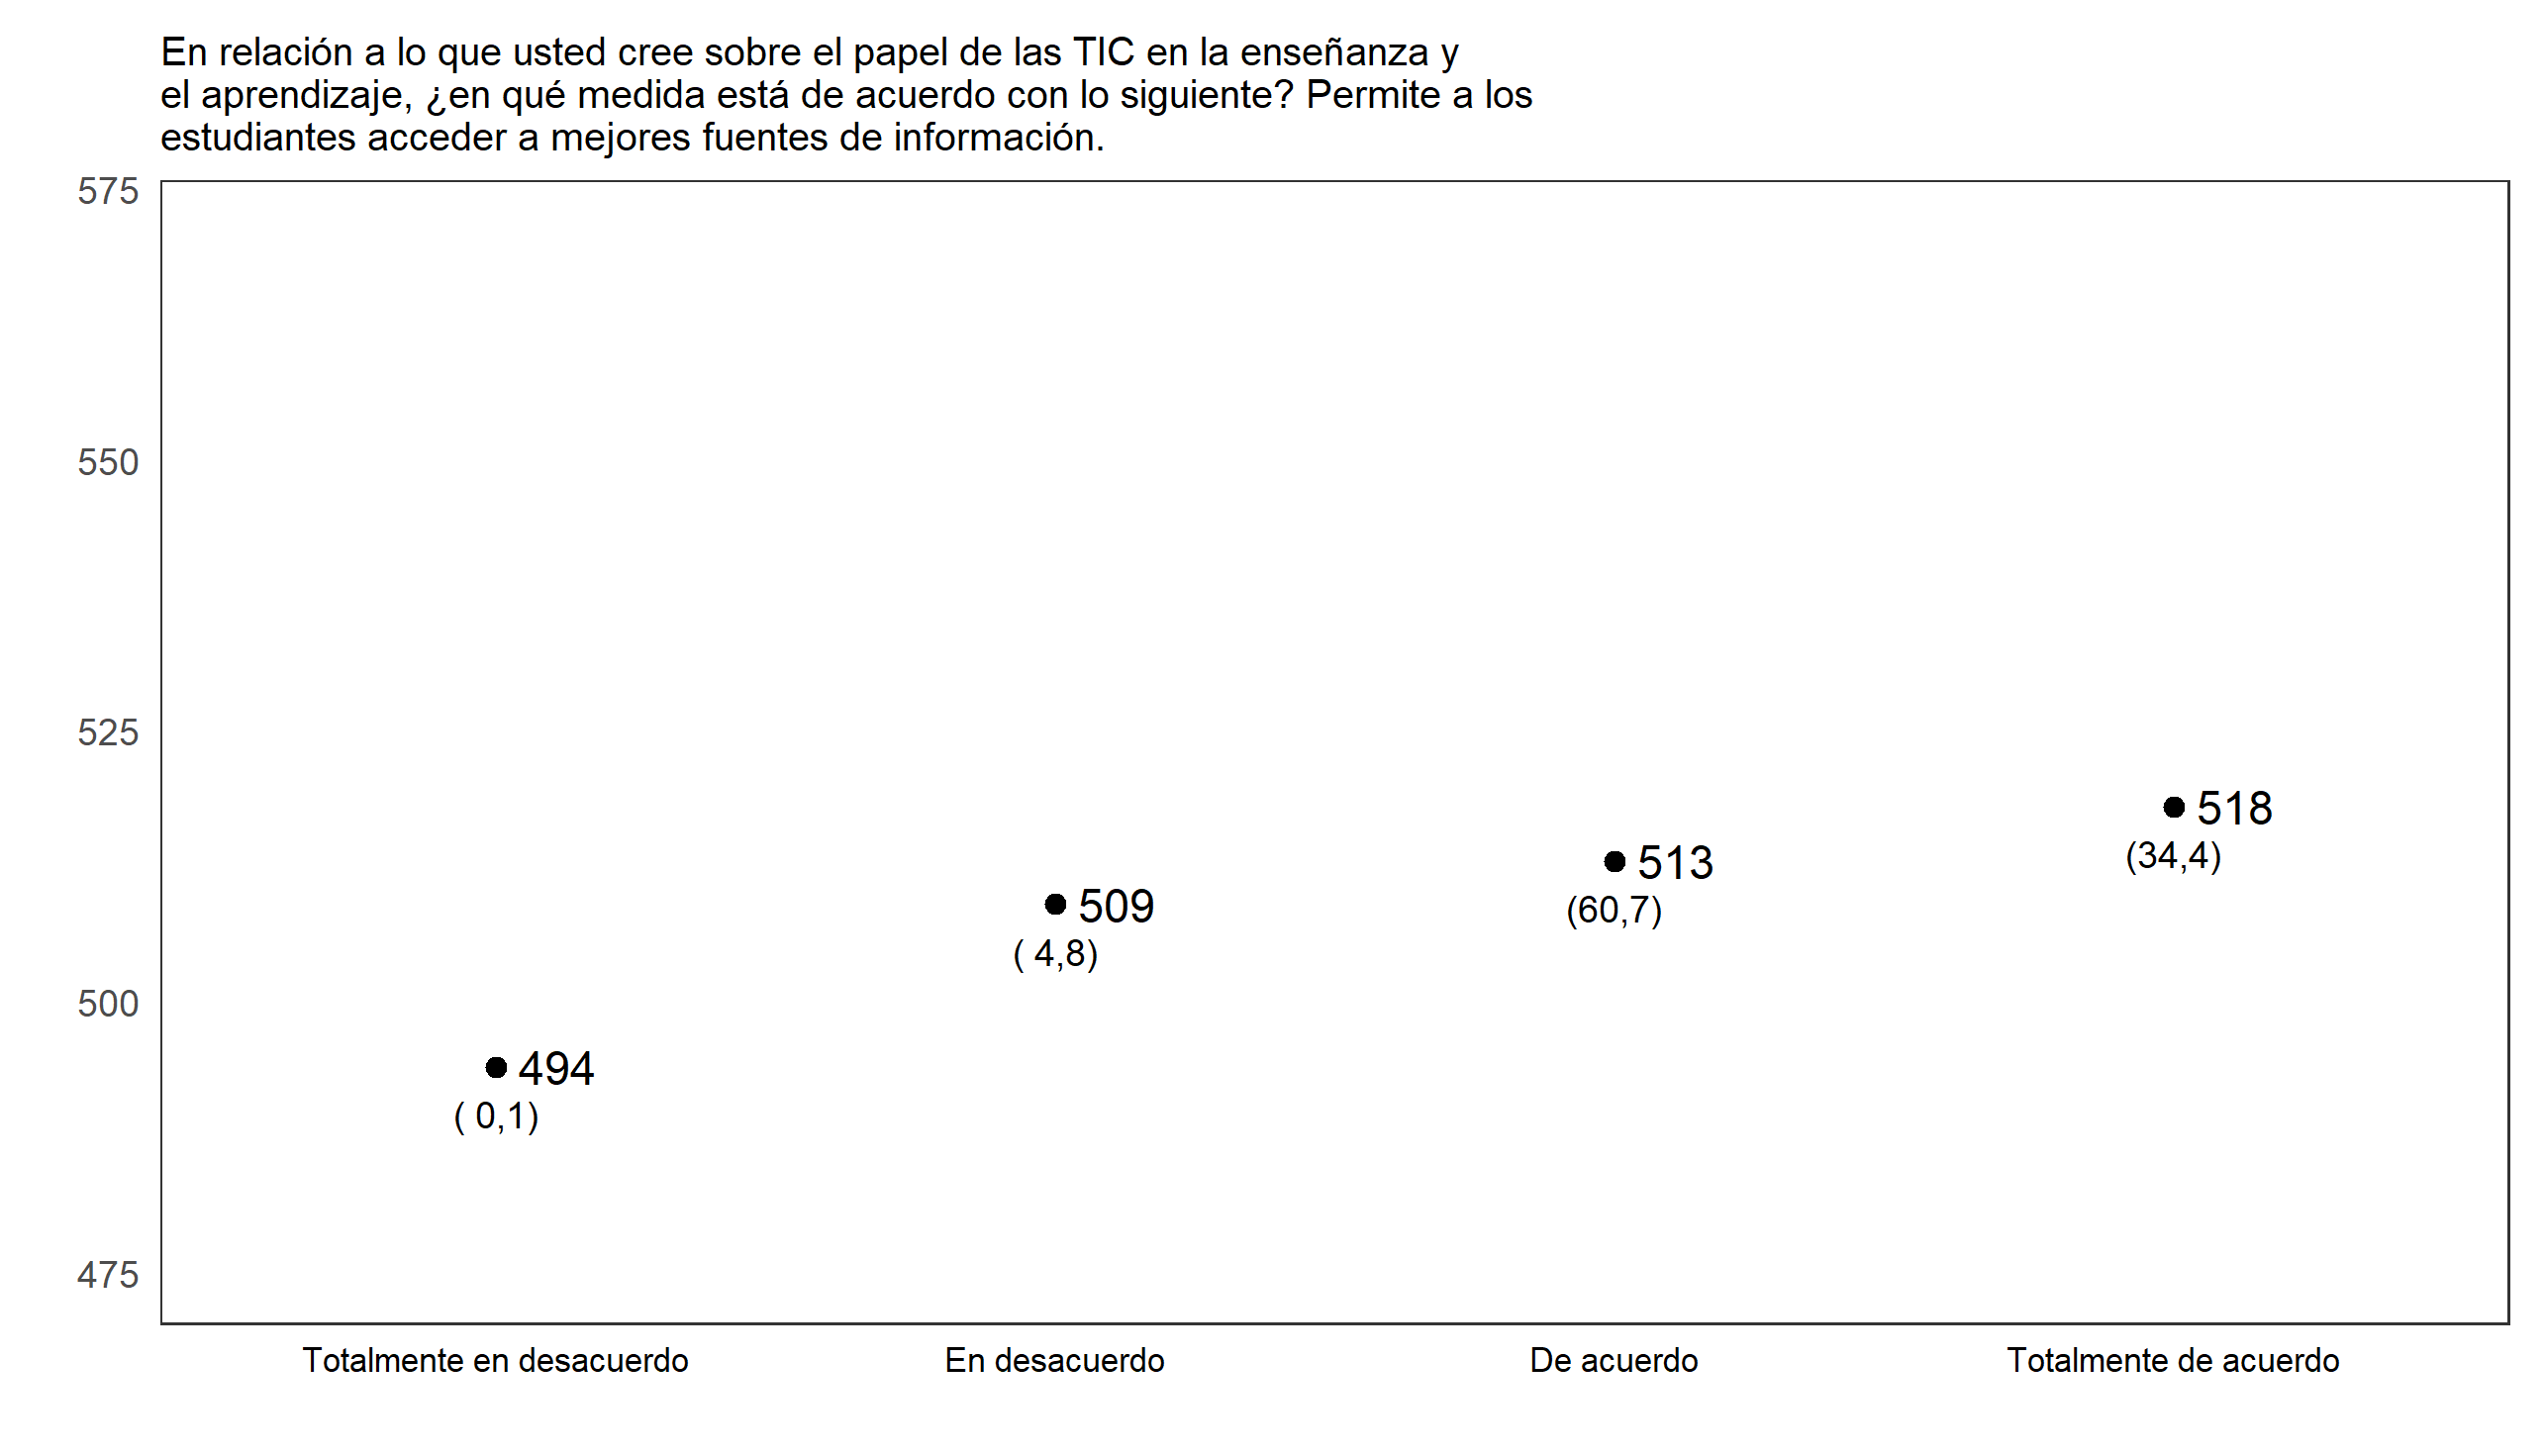 En relación a lo que usted cree sobre el papel de las TIC en la enseñanza y
el aprendizaje, ¿en qué medida está de acuerdo con lo siguiente? Permite a los
estudiantes acceder a mejores fuentes de información.
575
550
525
518
(34,4)
513
(60,7)
509
( 4,8)
500
494
( 0,1)
475
Totalmente en desacuerdo
En desacuerdo
De acuerdo
Totalmente de acuerdo